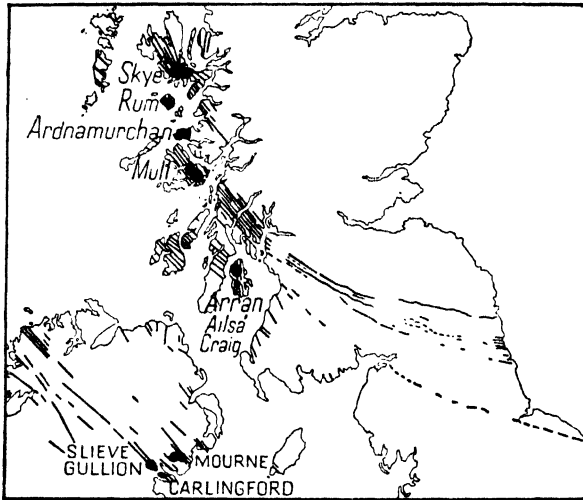 Skye
Rum
Ardnamurchan
Mull
Arran
Ailsa
Craig
SLIEVE
GULLION
MOURNE
CARLINGFORD